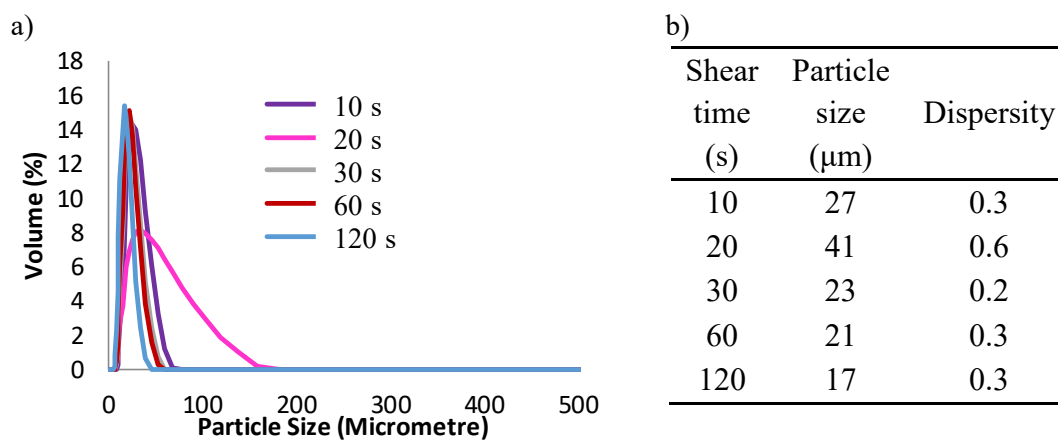 a)
18
16
14
12
10
8
6
4
2
0
Volume (%)
10 s
20 s
30 s
60 s
120 s
0 100 200 300 400 500
Particle Size (Micrometre)
b)
Shear Particle
time size Dispersity
(s) (μm)
10 27 0.3
20 41 0.6
30 23 0.2
60 21 0.3
120 17 0.3